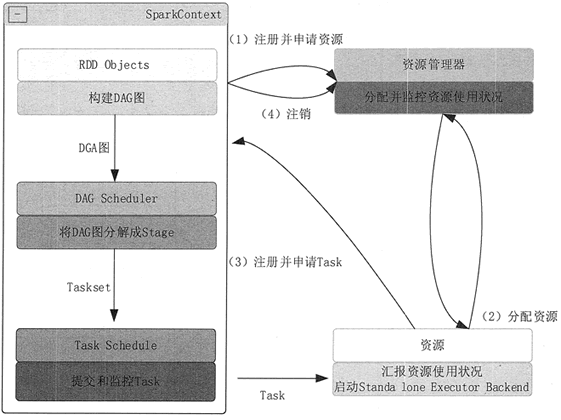 SparkContext
RDD Objects
构建DAG图
DGA图
DAG Scheduler
将DAG图分解成Stage
Taskset
Task Schedule
提交和监控Task
(1)注册并申请资源
(4)注销
资源管理器
分配并监控资源使用状况
(3)注册并申请Task
(2)分配资源
资源
汇报资源使用状况
启动Standa lone Executor Backend
Task